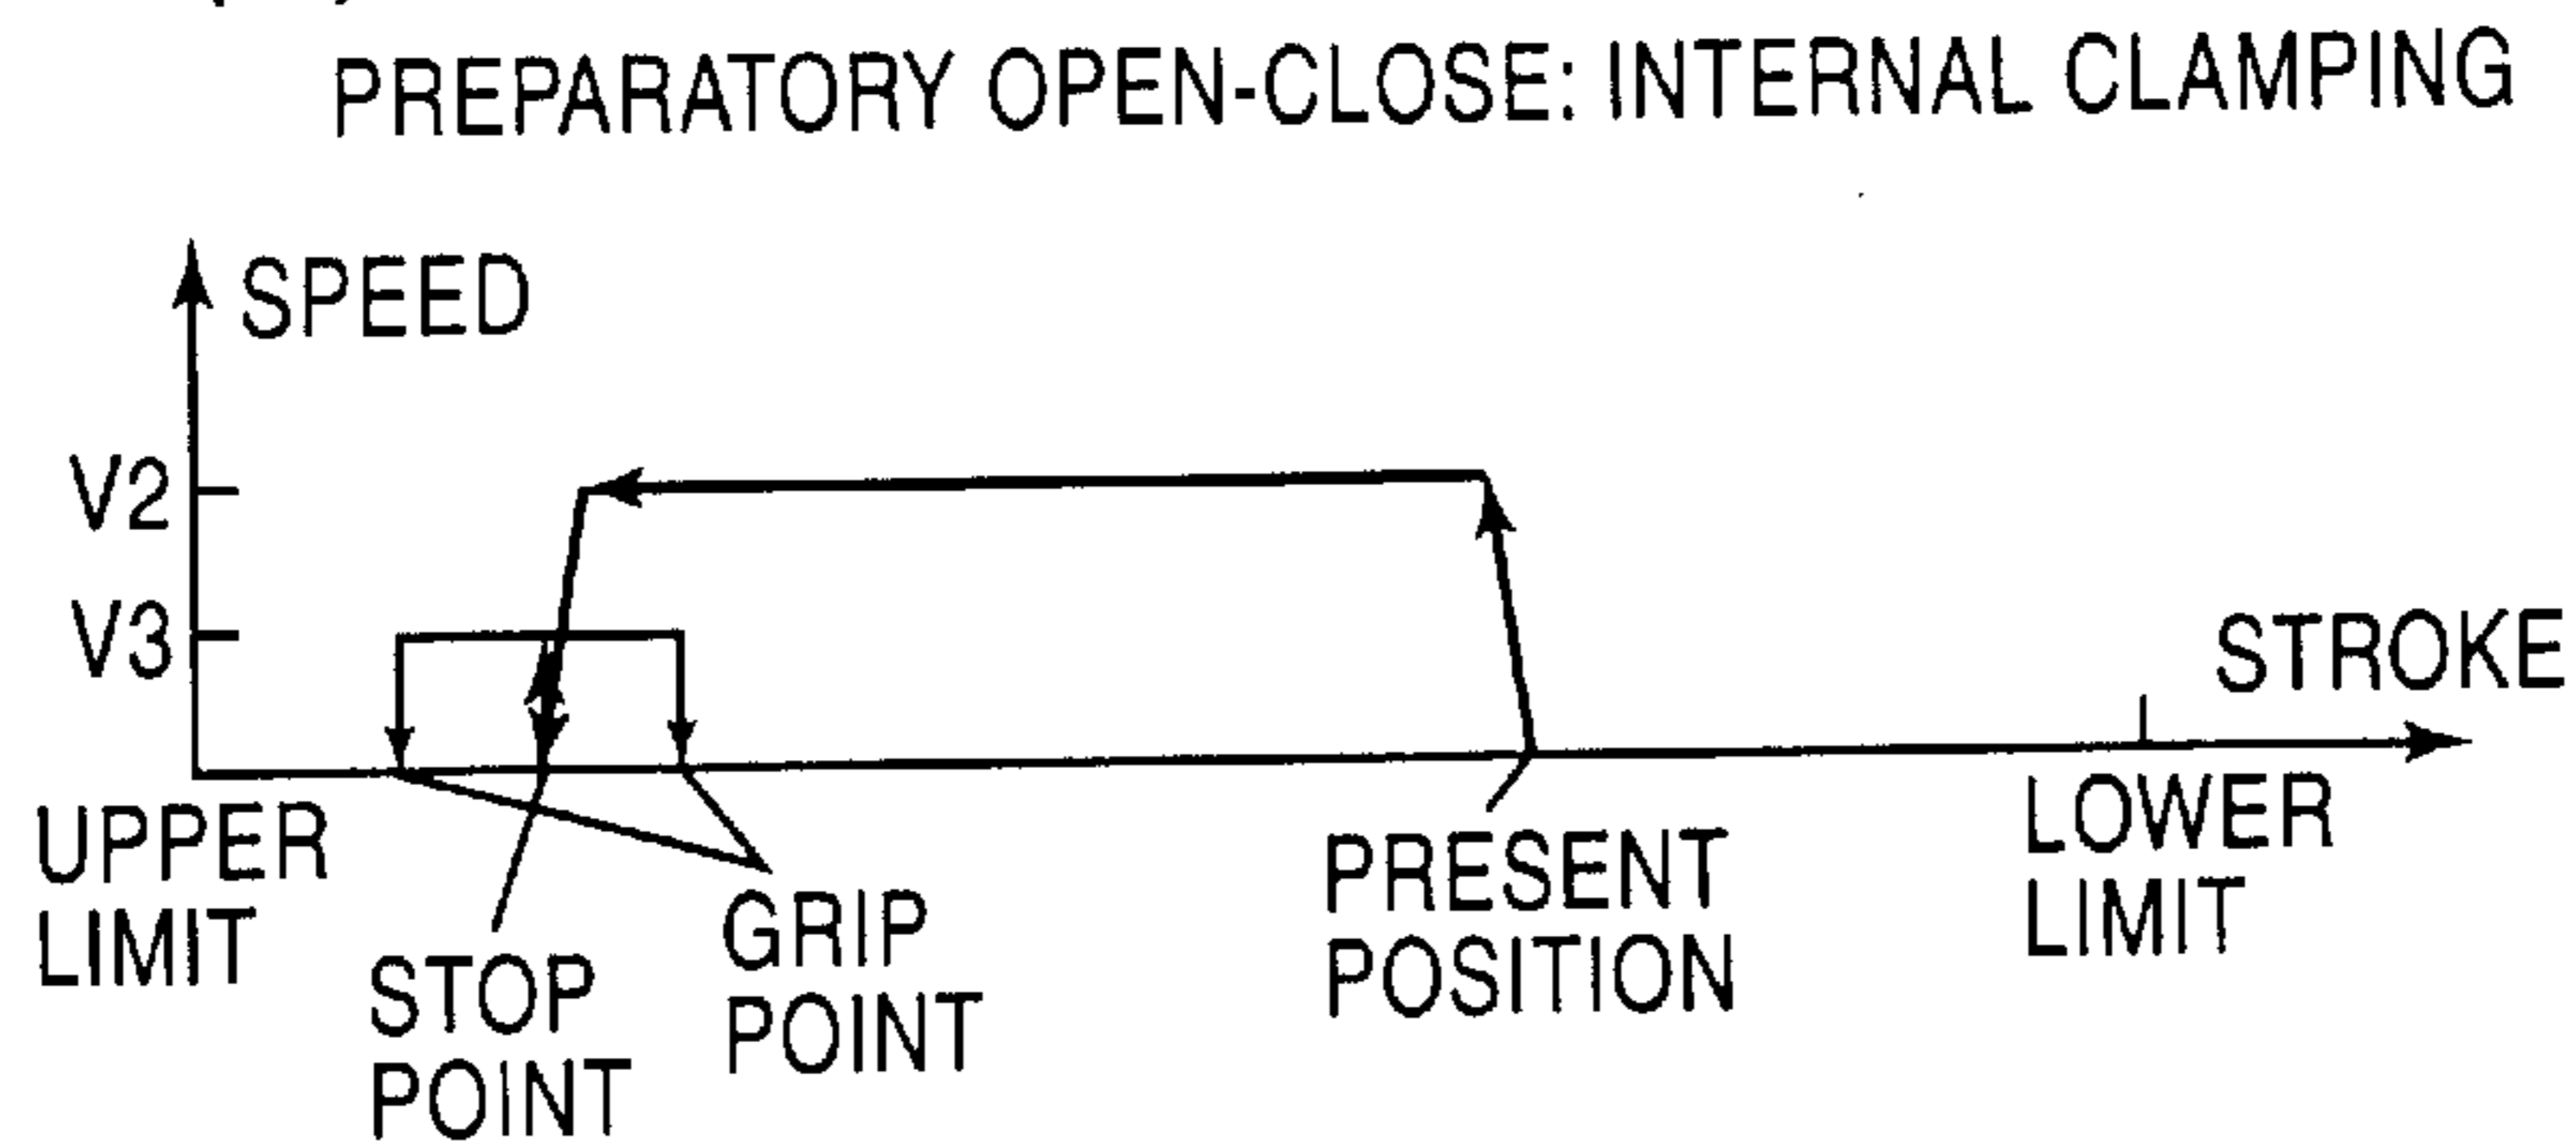 PREPARATORY OPEN-CLOSE: INTERNAL CLAMPING
SPEED
V2
V3
STROKE
UPPER
LIMIT
STOP
POINT
GRIP
POINT
PRESENT
POSITION
LOWER
LIMIT